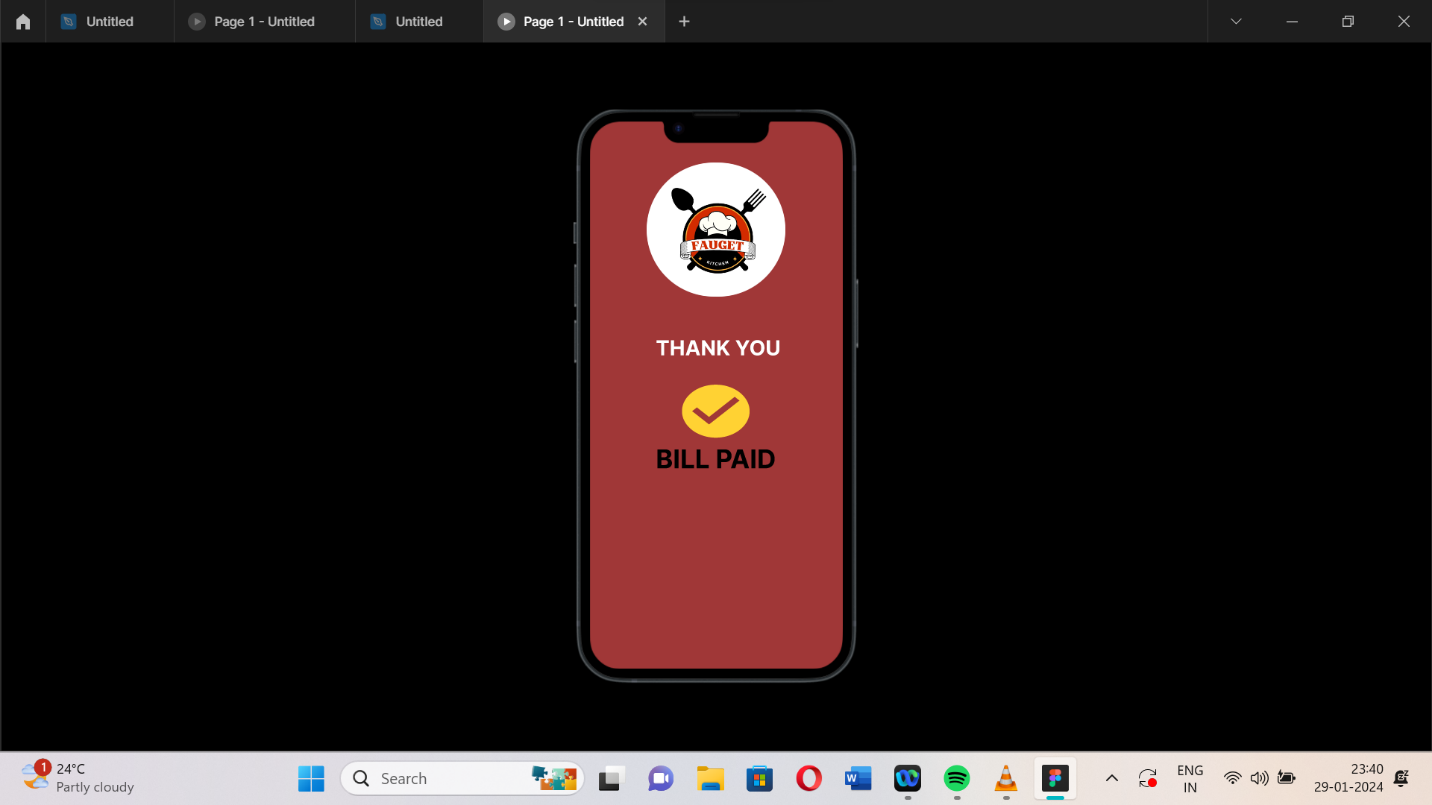 Untitled
Page 1 - Untitled
Untitled
Page 1 - Untitled
FAUGET
KITCHEN
THANK YOU
BILL PAID
1
24°C
Partly cloudy
Search
W
ENG
IN
23:40
29-01-2024